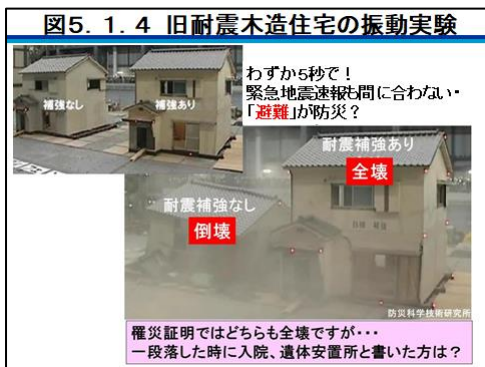 図5.1.4 旧耐震木造住宅の振動実験
補強なし
補強あり
わずか5秒で!
緊急地震速報も間に合わない・
「避難」が防災?
耐震補強あり
全壊
耐震補強なし
倒壊
防災科学技術研究所
罹災証明ではどちらも全壊ですが・・・
一段落した時に入院、遺体安置所と書いた方は?